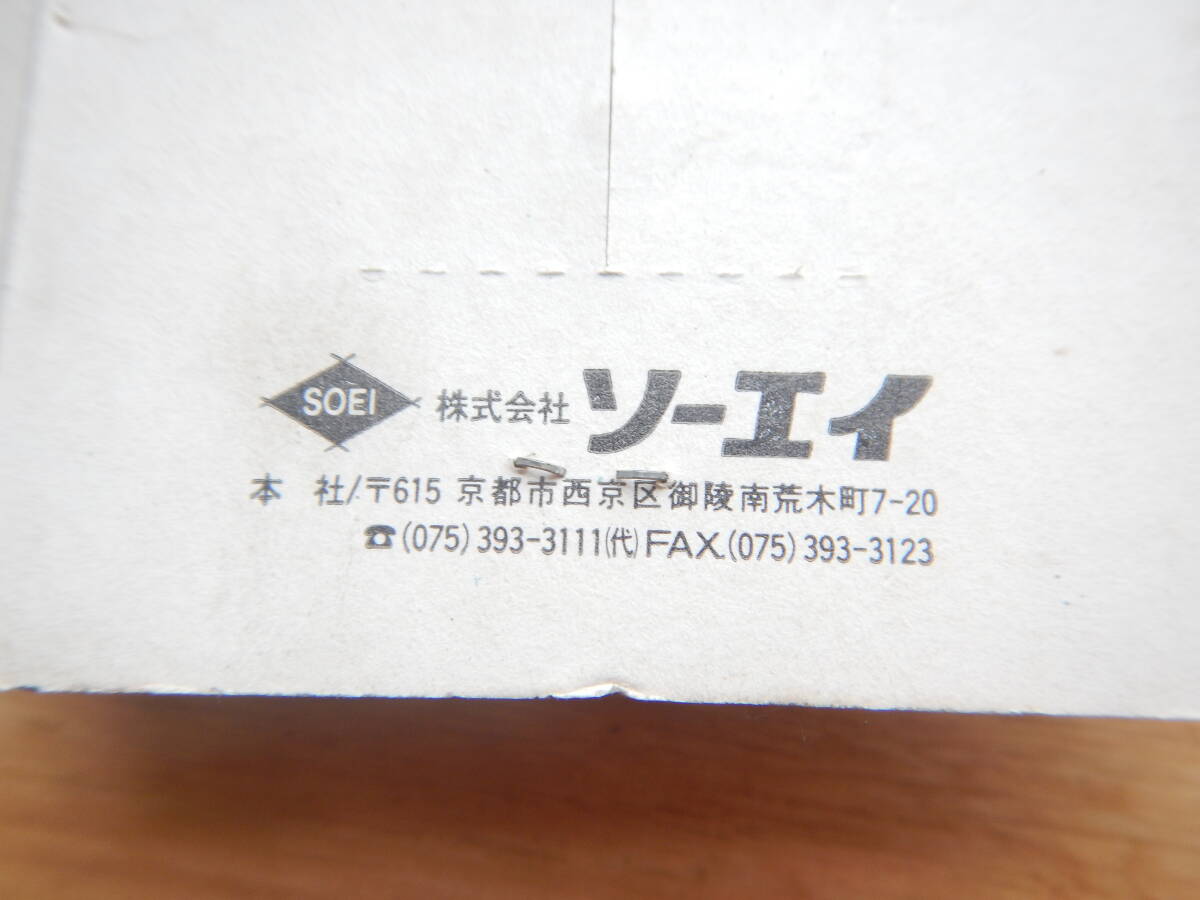 SOEI 株式会社 ソーエイ
本 社/〒615 京都市西京区御陵南荒木町7-20
☎(075)393-3111(代)FAX.(075)393-3123